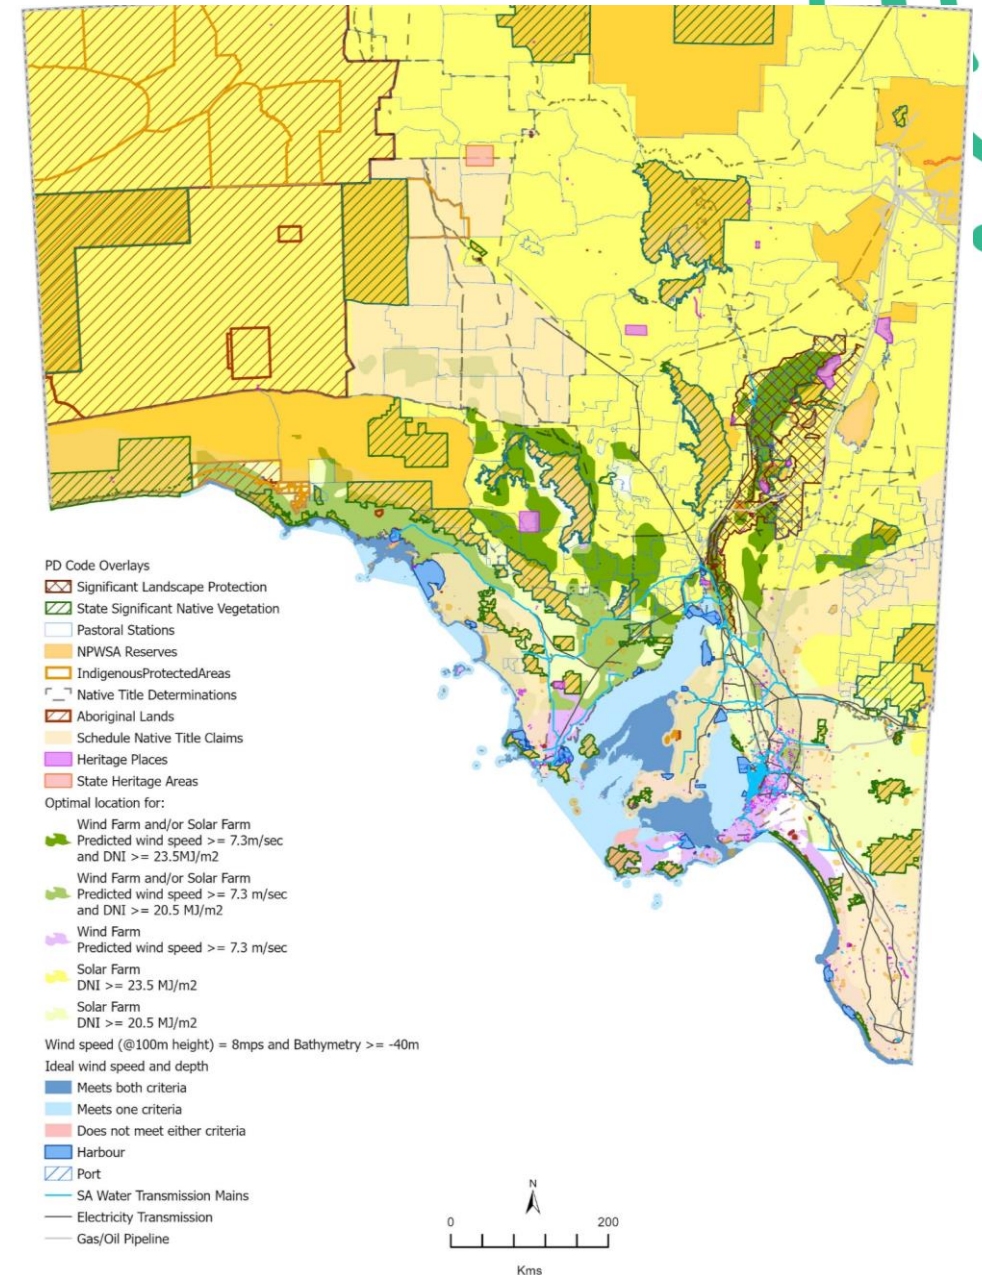 PD Code Overlays
Significant Landscape Protection
State Significant Native Vegetation
Pastoral Stations
NPWSA Reserves
IndigenousProtectedAreas
Native Title Determinations
Aboriginal Lands
Schedule Native Title Claims
Heritage Places
State Heritage Areas
Optimal location for:
Wind Farm and/or Solar Farm
Predicted wind speed >= 7.3m/sec
and DNI >= 23.5MJ/m2
Wind Farm and/or Solar Farm
Predicted wind speed >= 7.3 m/sec
and DNI >= 20.5 MJ/m2
Wind Farm
Predicted wind speed >= 7.3 m/sec
Solar Farm
DNI >= 23.5 MJ/m2
Solar Farm
DNI >= 20.5 MJ/m2
Wind speed (@100m height) = 8mps and Bathymetry >= -40m
Ideal wind speed and depth
Meets both criteria
Meets one criteria
Does not meet either criteria
Harbour
Port
SA Water Transmission Mains
Electricity Transmission
Gas/Oil Pipeline
N
0 200
Kms